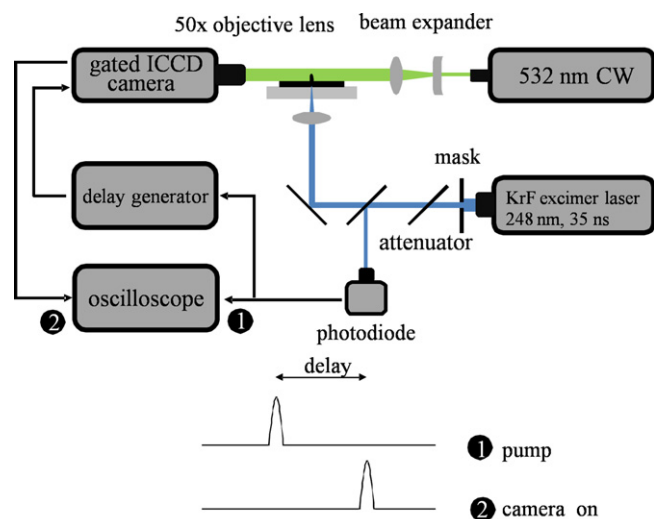 50x objective lens
beam expander
gated ICCD
camera
532 nm CW
mask
delay generator
KrF excimer laser
248 nm, 35 ns
attenuator
oscilloscope
2
1
photodiode
delay
1 pump
2 camera on